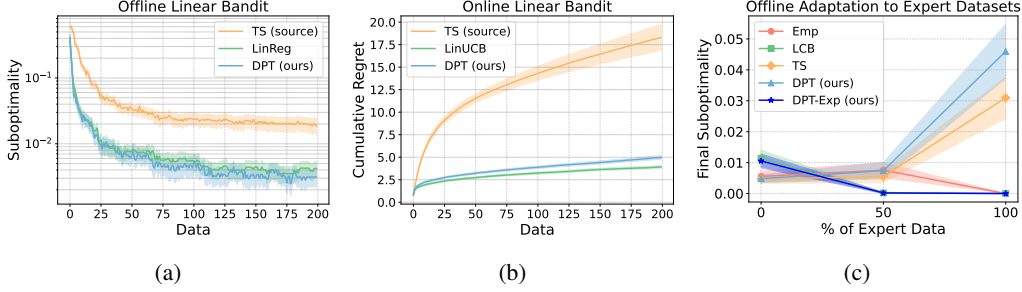 Offline Linear Bandit
Suboptimality
10⁻¹
10⁻²
TS (source)
LinReg
DPT (ours)
0 25 50 75 100 125 150 175 200
Data
(a)
Online Linear Bandit
Cumulative Regret
20.0
17.5
15.0
12.5
10.0
7.5
5.0
2.5
0.0
TS (source)
LinUCB
DPT (ours)
0 25 50 75 100 125 150 175 200
Data
(b)
Offline Adaptation to Expert Datasets
Final Suboptimality
0.05
0.04
0.03
0.02
0.01
0.00
Emp
LCB
TS
DPT (ours)
DPT-Exp (ours)
0 50 100
% of Expert Data
(c)